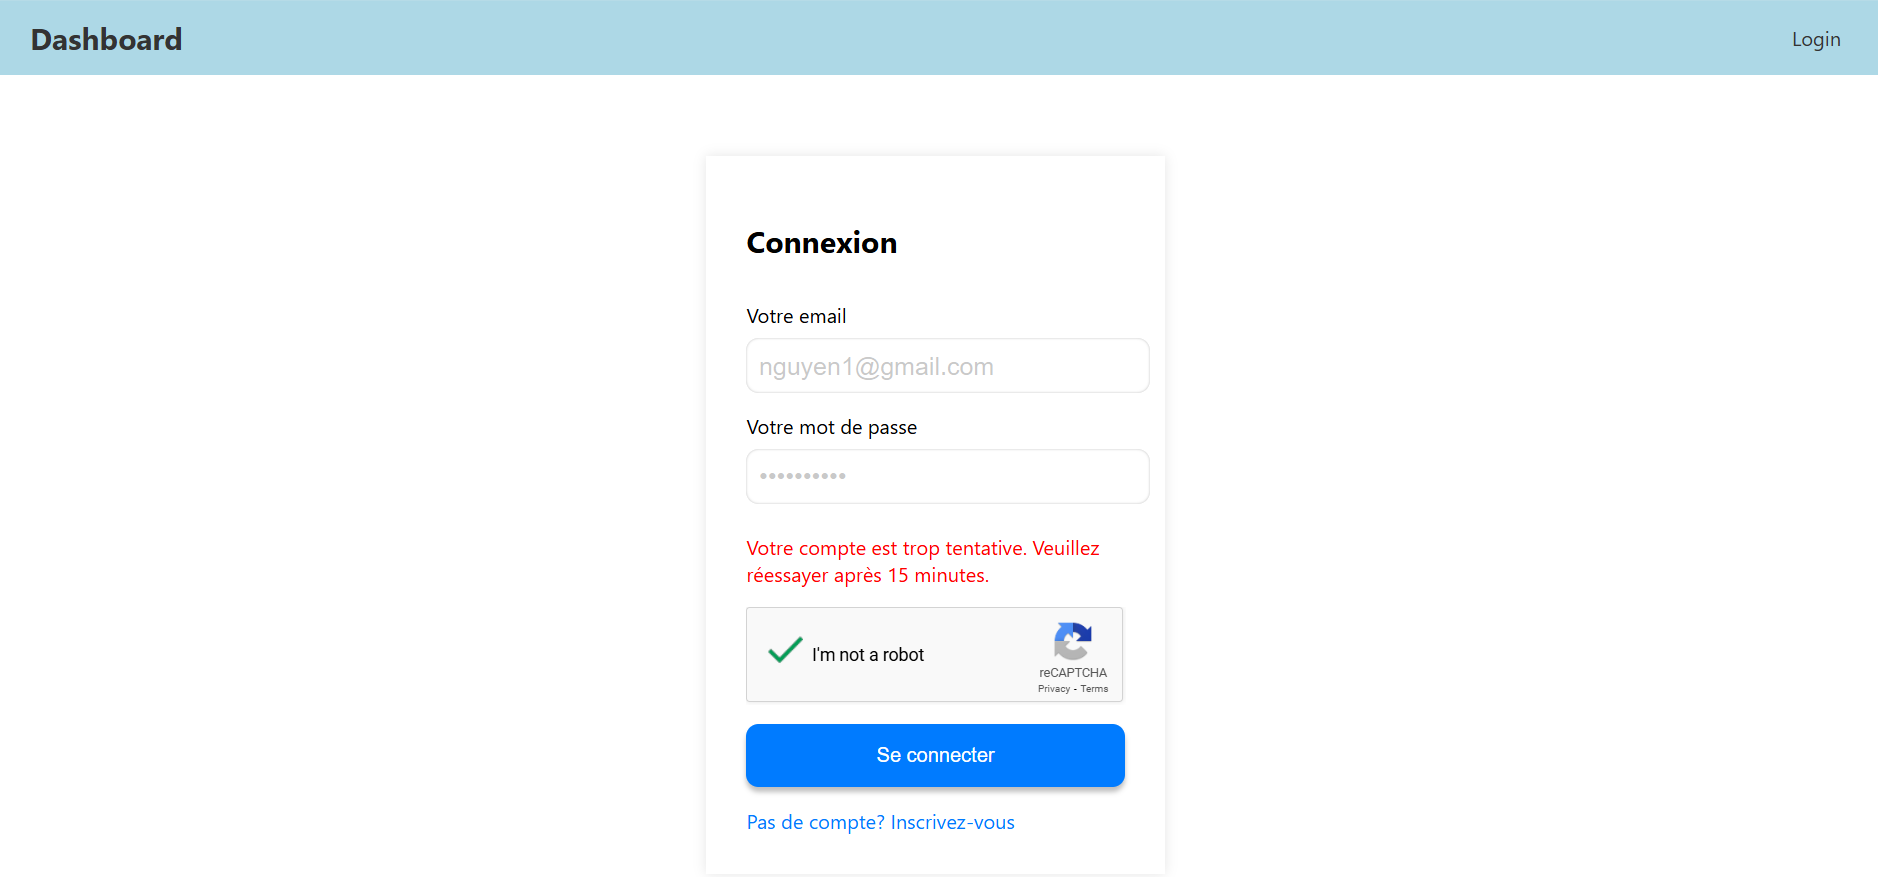 Dashboard
Login
Connexion
Votre email
nguyen1@gmail.com
Votre mot de passe
••••••••••
Votre compte est trop tentative. Veuillez
réessayer après 15 minutes.
I'm not a robot
reCAPTCHA
Privacy - Terms
Se connecter
Pas de compte? Inscrivez-vous